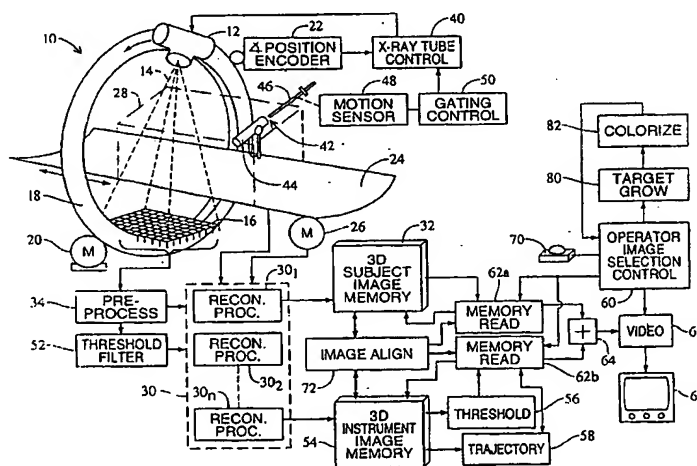 10
12
22
40
∡ POSITION
ENCODER
X-RAY TUBE
CONTROL
14
46
48
50
28
MOTION
SENSOR
GATING
CONTROL
42
82
COLORIZE
44
24
80
TARGET
GROW
18
16
20
M
26
M
32
70
OPERATOR
IMAGE
SELECTION
CONTROL
60
34
PRE-
PROCESS
30₁
RECON.
PROC.
3D
SUBJECT
IMAGE
MEMORY
62a
MEMORY
READ
52
THRESHOLD
FILTER
RECON.
PROC.
30₂
IMAGE ALIGN
72
MEMORY
READ
62b
+
64
VIDEO
6
30
30n
RECON.
PROC.
54
3D
INSTRUMENT
IMAGE
MEMORY
THRESHOLD
56
TRAJECTORY
58
6